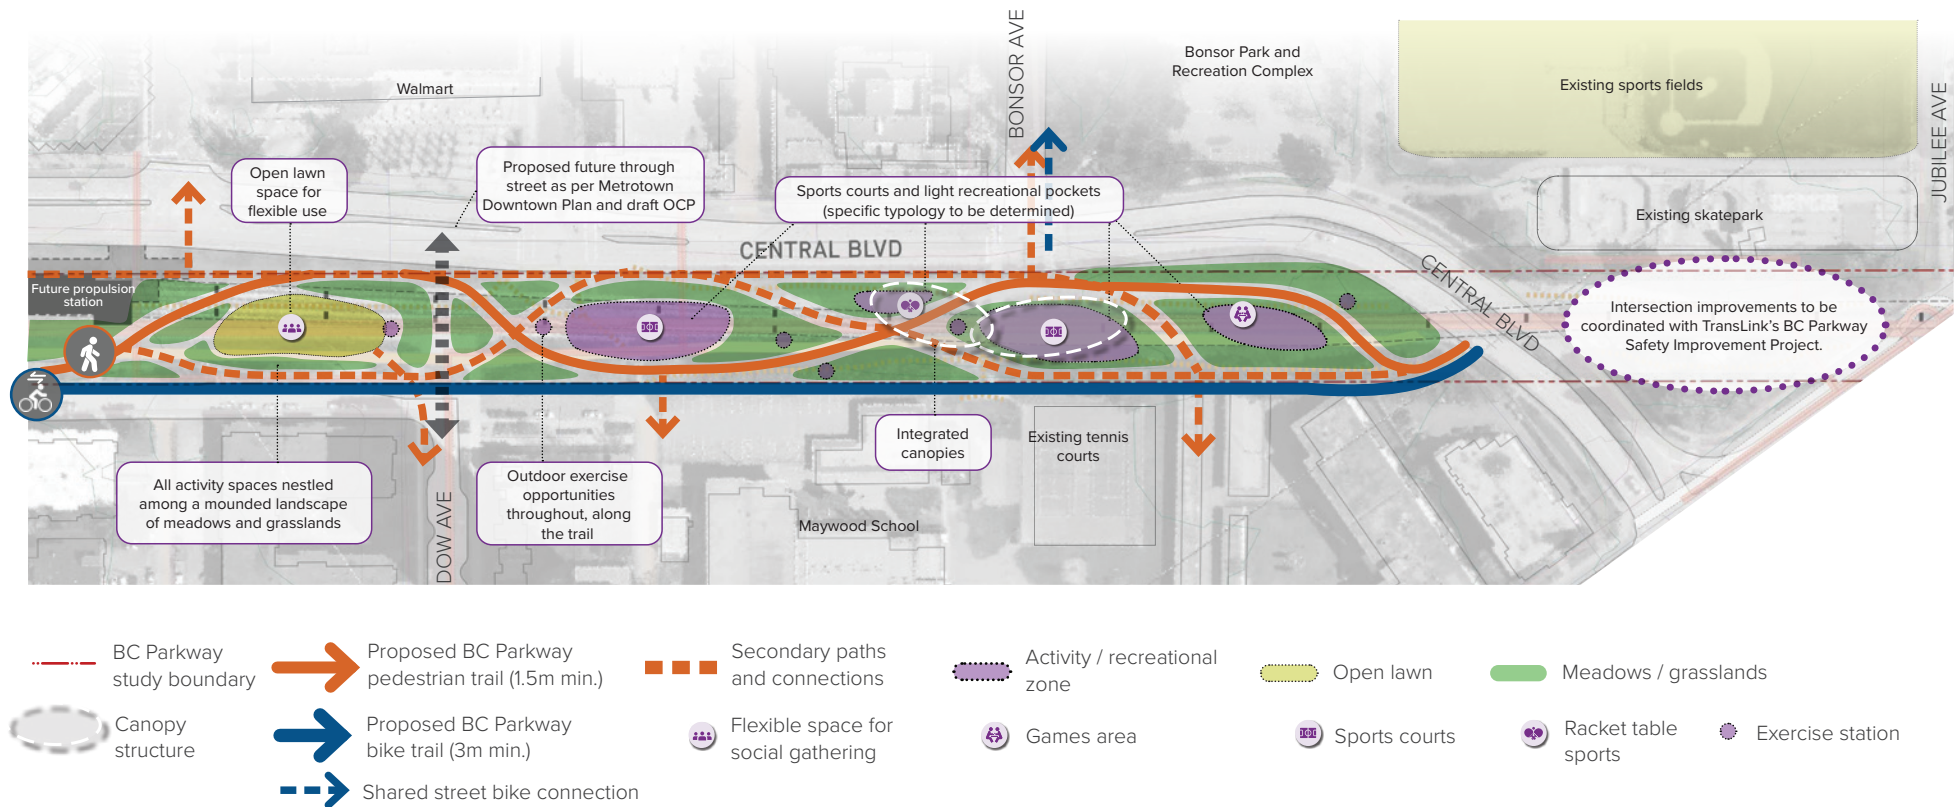 BONSOR AVE
Bonsor Park and
Recreation Complex
Existing sports fields
JUBILEE AVE
Walmart
Open lawn
space for
flexible use
Proposed future through
street as per Metrotown
Downtown Plan and draft OCP
Sports courts and light recreational pockets
(specific typology to be determined)
Existing skatepark
CENTRAL BLVD
CENTRAL BLVD
Future propulsion
station
Intersection improvements to be
coordinated with TransLink's BC Parkway
Safety Improvement Project.
Integrated
canopies
Existing tennis
courts
All activity spaces nestled
among a mounded landscape
of meadows and grasslands
DOW AVE
Outdoor exercise
opportunities
throughout, along
the trail
Maywood School
BC Parkway
study boundary
Proposed BC Parkway
pedestrian trail (1.5m min.)
Secondary paths
and connections
Activity / recreational
zone
Open lawn
Meadows / grasslands
Canopy
structure
Proposed BC Parkway
bike trail (3m min.)
Flexible space for
social gathering
Games area
Sports courts
Racket table
sports
Exercise station
Shared street bike connection